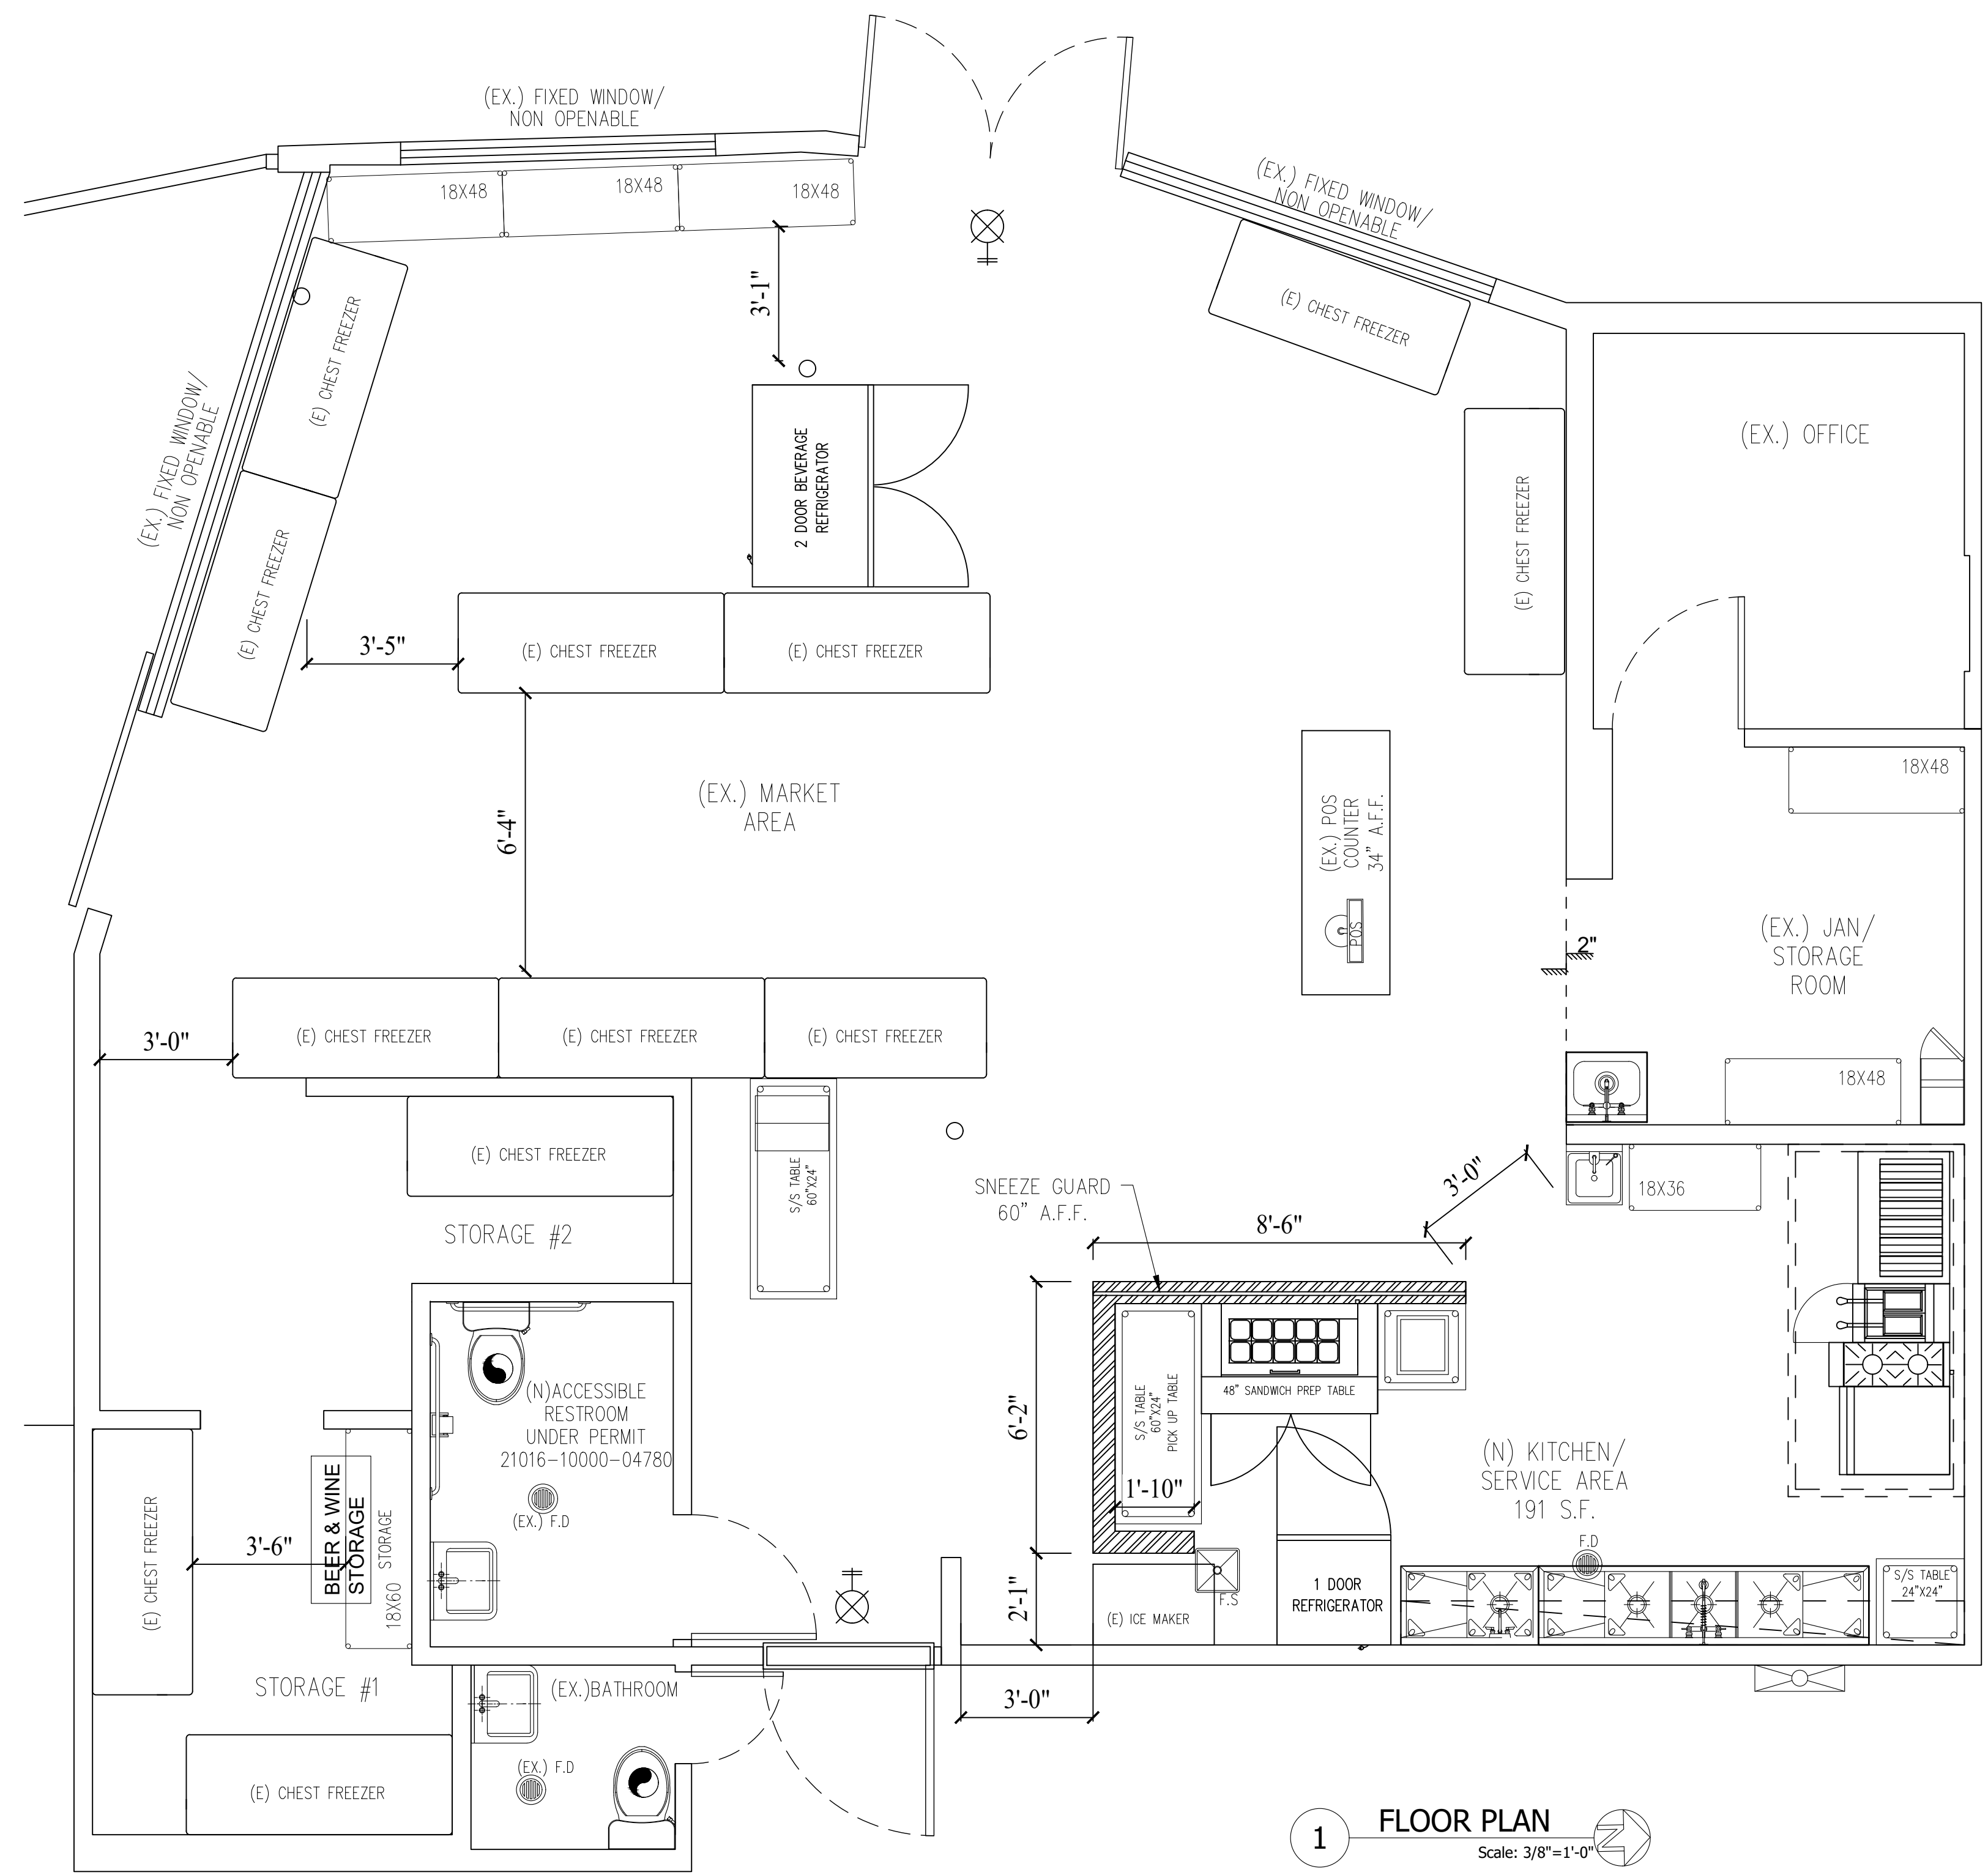 (EX.) FIXED WINDOW/
NON OPENABLE
(EX.) FIXED WINDOW/
NON OPENABLE
18X48
18X48
18X48
3'-1"
(E) CHEST FREEZER
(E) CHEST FREEZER
(EX.) FIXED WINDOW/
NON OPENABLE
(E) CHEST FREEZER
2 DOOR BEVERAGE
REFRIGERATOR
(E) CHEST FREEZER
(EX.) OFFICE
(E) CHEST FREEZER
3'-5"
(E) CHEST FREEZER
(E) CHEST FREEZER
6'-4"
(EX.) MARKET
AREA
(EX.) POS
COUNTER
34" A.F.F.
POS
18X48
(EX.) JAN/
STORAGE
ROOM
2"
3'-0"
(E) CHEST FREEZER
(E) CHEST FREEZER
(E) CHEST FREEZER
18X48
(E) CHEST FREEZER
S/S TABLE
60"X24"
SNEEZE GUARD
60" A.F.F.
3'-0"
18X36
STORAGE #2
8'-6"
(N)ACCESSIBLE
RESTROOM
UNDER PERMIT
21016-10000-04780
(EX.) F.D
6'-2"
S/S TABLE
60"X24"
PICK UP TABLE
48" SANDWICH PREP TABLE
1'-10"
(N) KITCHEN/
SERVICE AREA
191 S.F.
F.D
(E) CHEST FREEZER
3'-6"
BEER & WINE
STORAGE
18X60 STORAGE
2'-1"
(E) ICE MAKER
F.S
1 DOOR
REFRIGERATOR
S/S TABLE
24"X24"
STORAGE #1
(EX.)BATHROOM
3'-0"
(EX.) F.D
(E) CHEST FREEZER
1
FLOOR PLAN
Scale: 3/8"=1'-0"
N